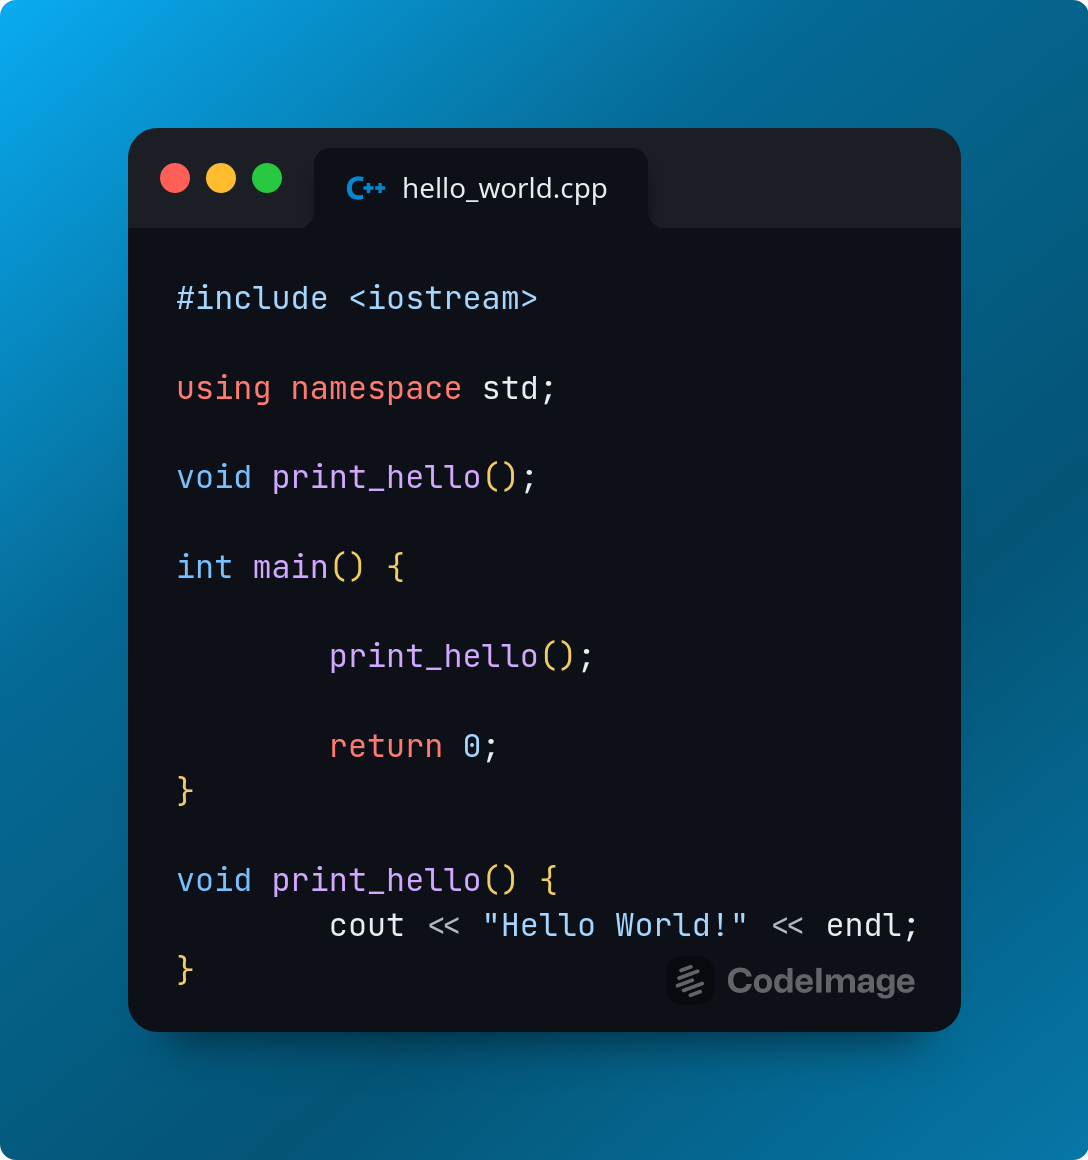 C++ hello_world.cpp
#include <iostream>
using namespace std;
void print_hello();
int main() {
        print_hello();
        return 0;
}
void print_hello() {
        cout << "Hello World!" << endl;
}
CodeImage